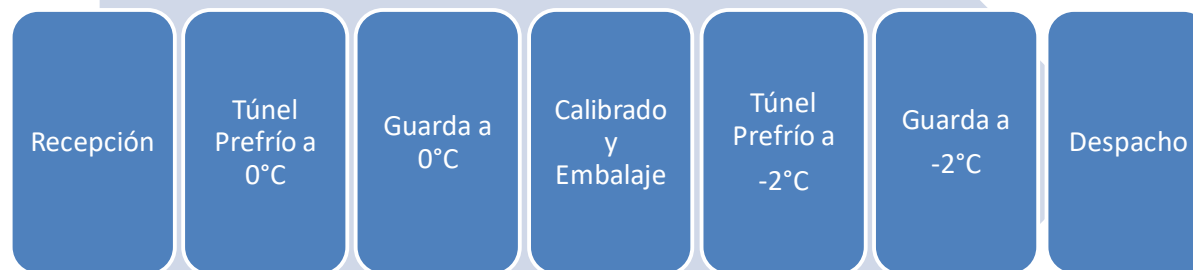 Recepción
Túnel
Prefrío a
0°C
Guarda a
0°C
Calibrado
y
Embalaje
Túnel
Prefrío a
-2°C
Guarda a
-2°C
Despacho